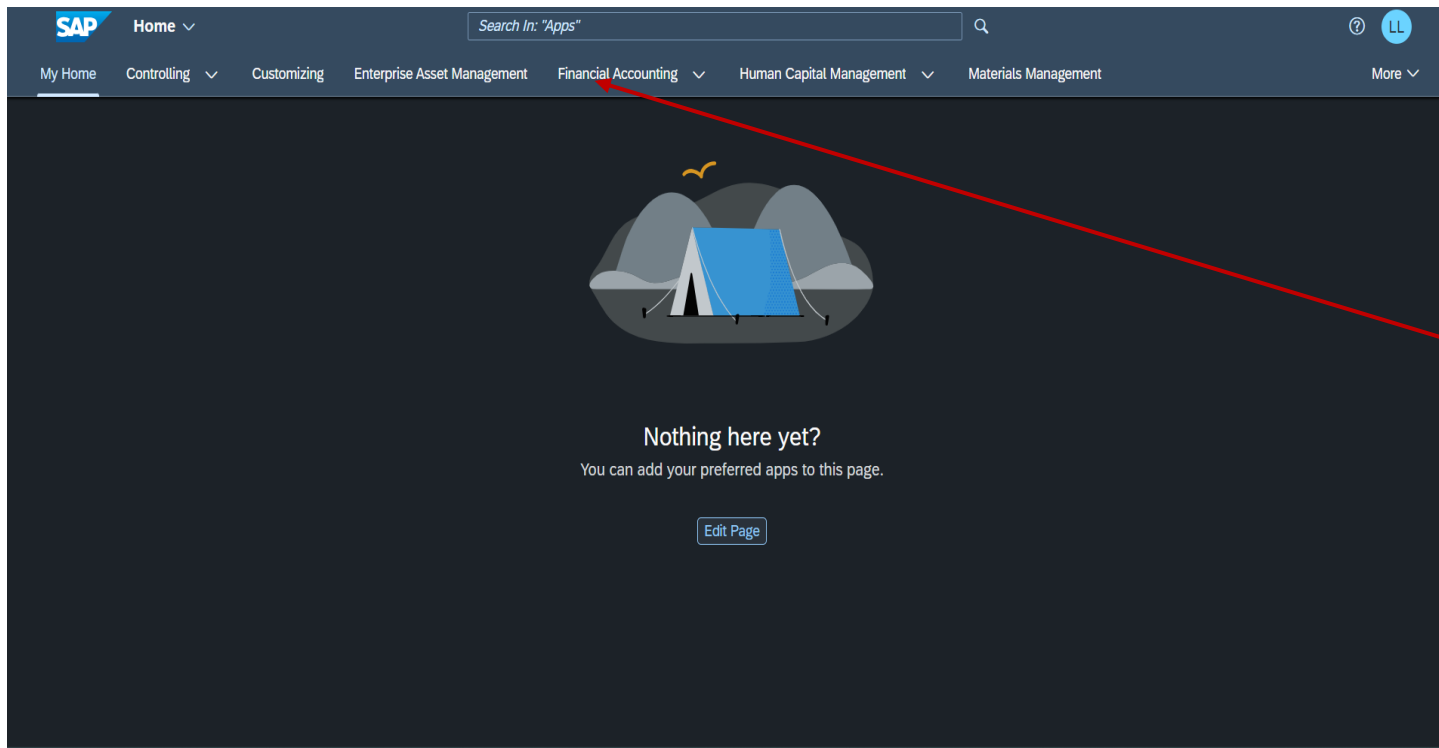 SAP Home Search In: "Apps" LL
My Home Controlling Customizing Enterprise Asset Management Financial Accounting Human Capital Management Materials Management More
Nothing here yet?
You can add your preferred apps to this page.
Edit Page